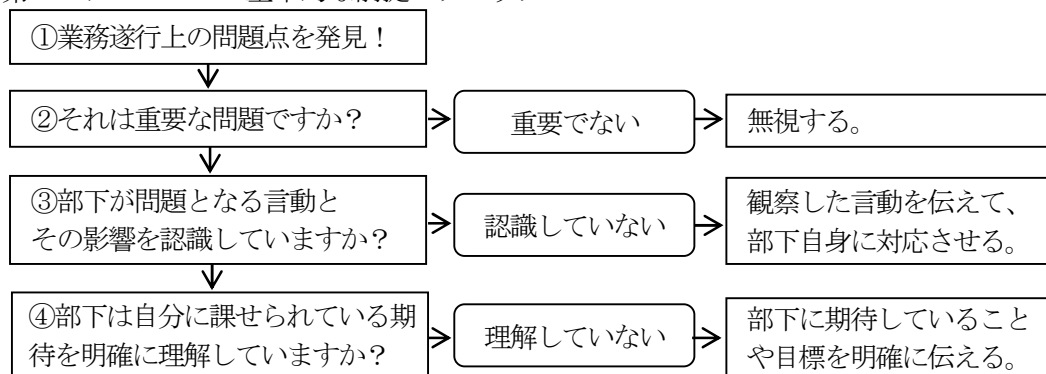 ①業務遂行上の問題点を発見！
②それは重要な問題ですか？
重要でない
無視する。
③部下が問題となる言動と
その影響を認識していますか？
認識していない
観察した言動を伝えて、
部下自身に対応させる。
④部下は自分に課せられている期
待を明確に理解していますか？
理解していない
部下に期待していること
や目標を明確に伝える。